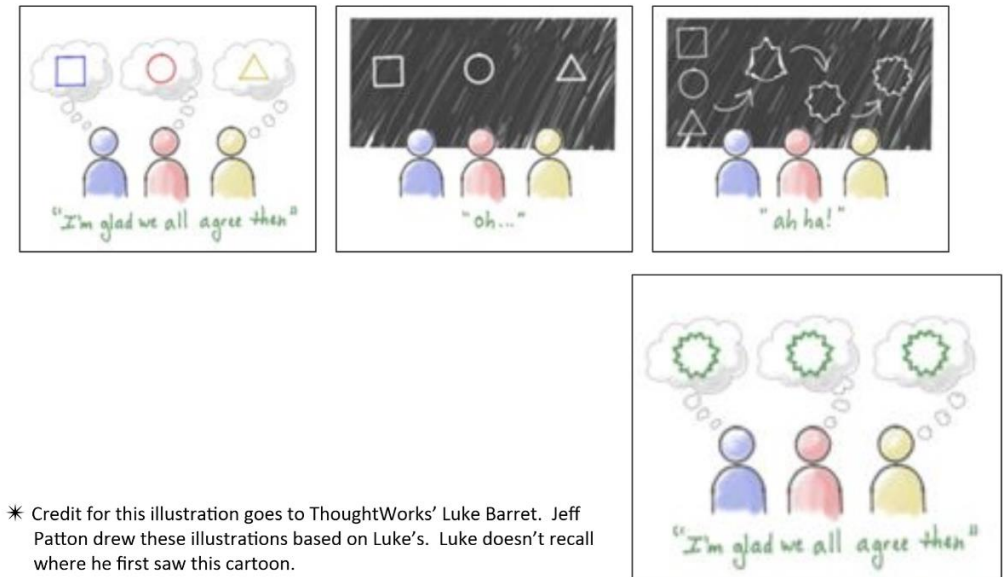 "I'm glad we all agree then"
"oh..."
"ah ha!"
"I'm glad we all agree then"
✴ Credit for this illustration goes to ThoughtWorks' Luke Barret. Jeff
Patton drew these illustrations based on Luke's. Luke doesn't recall
where he first saw this cartoon.